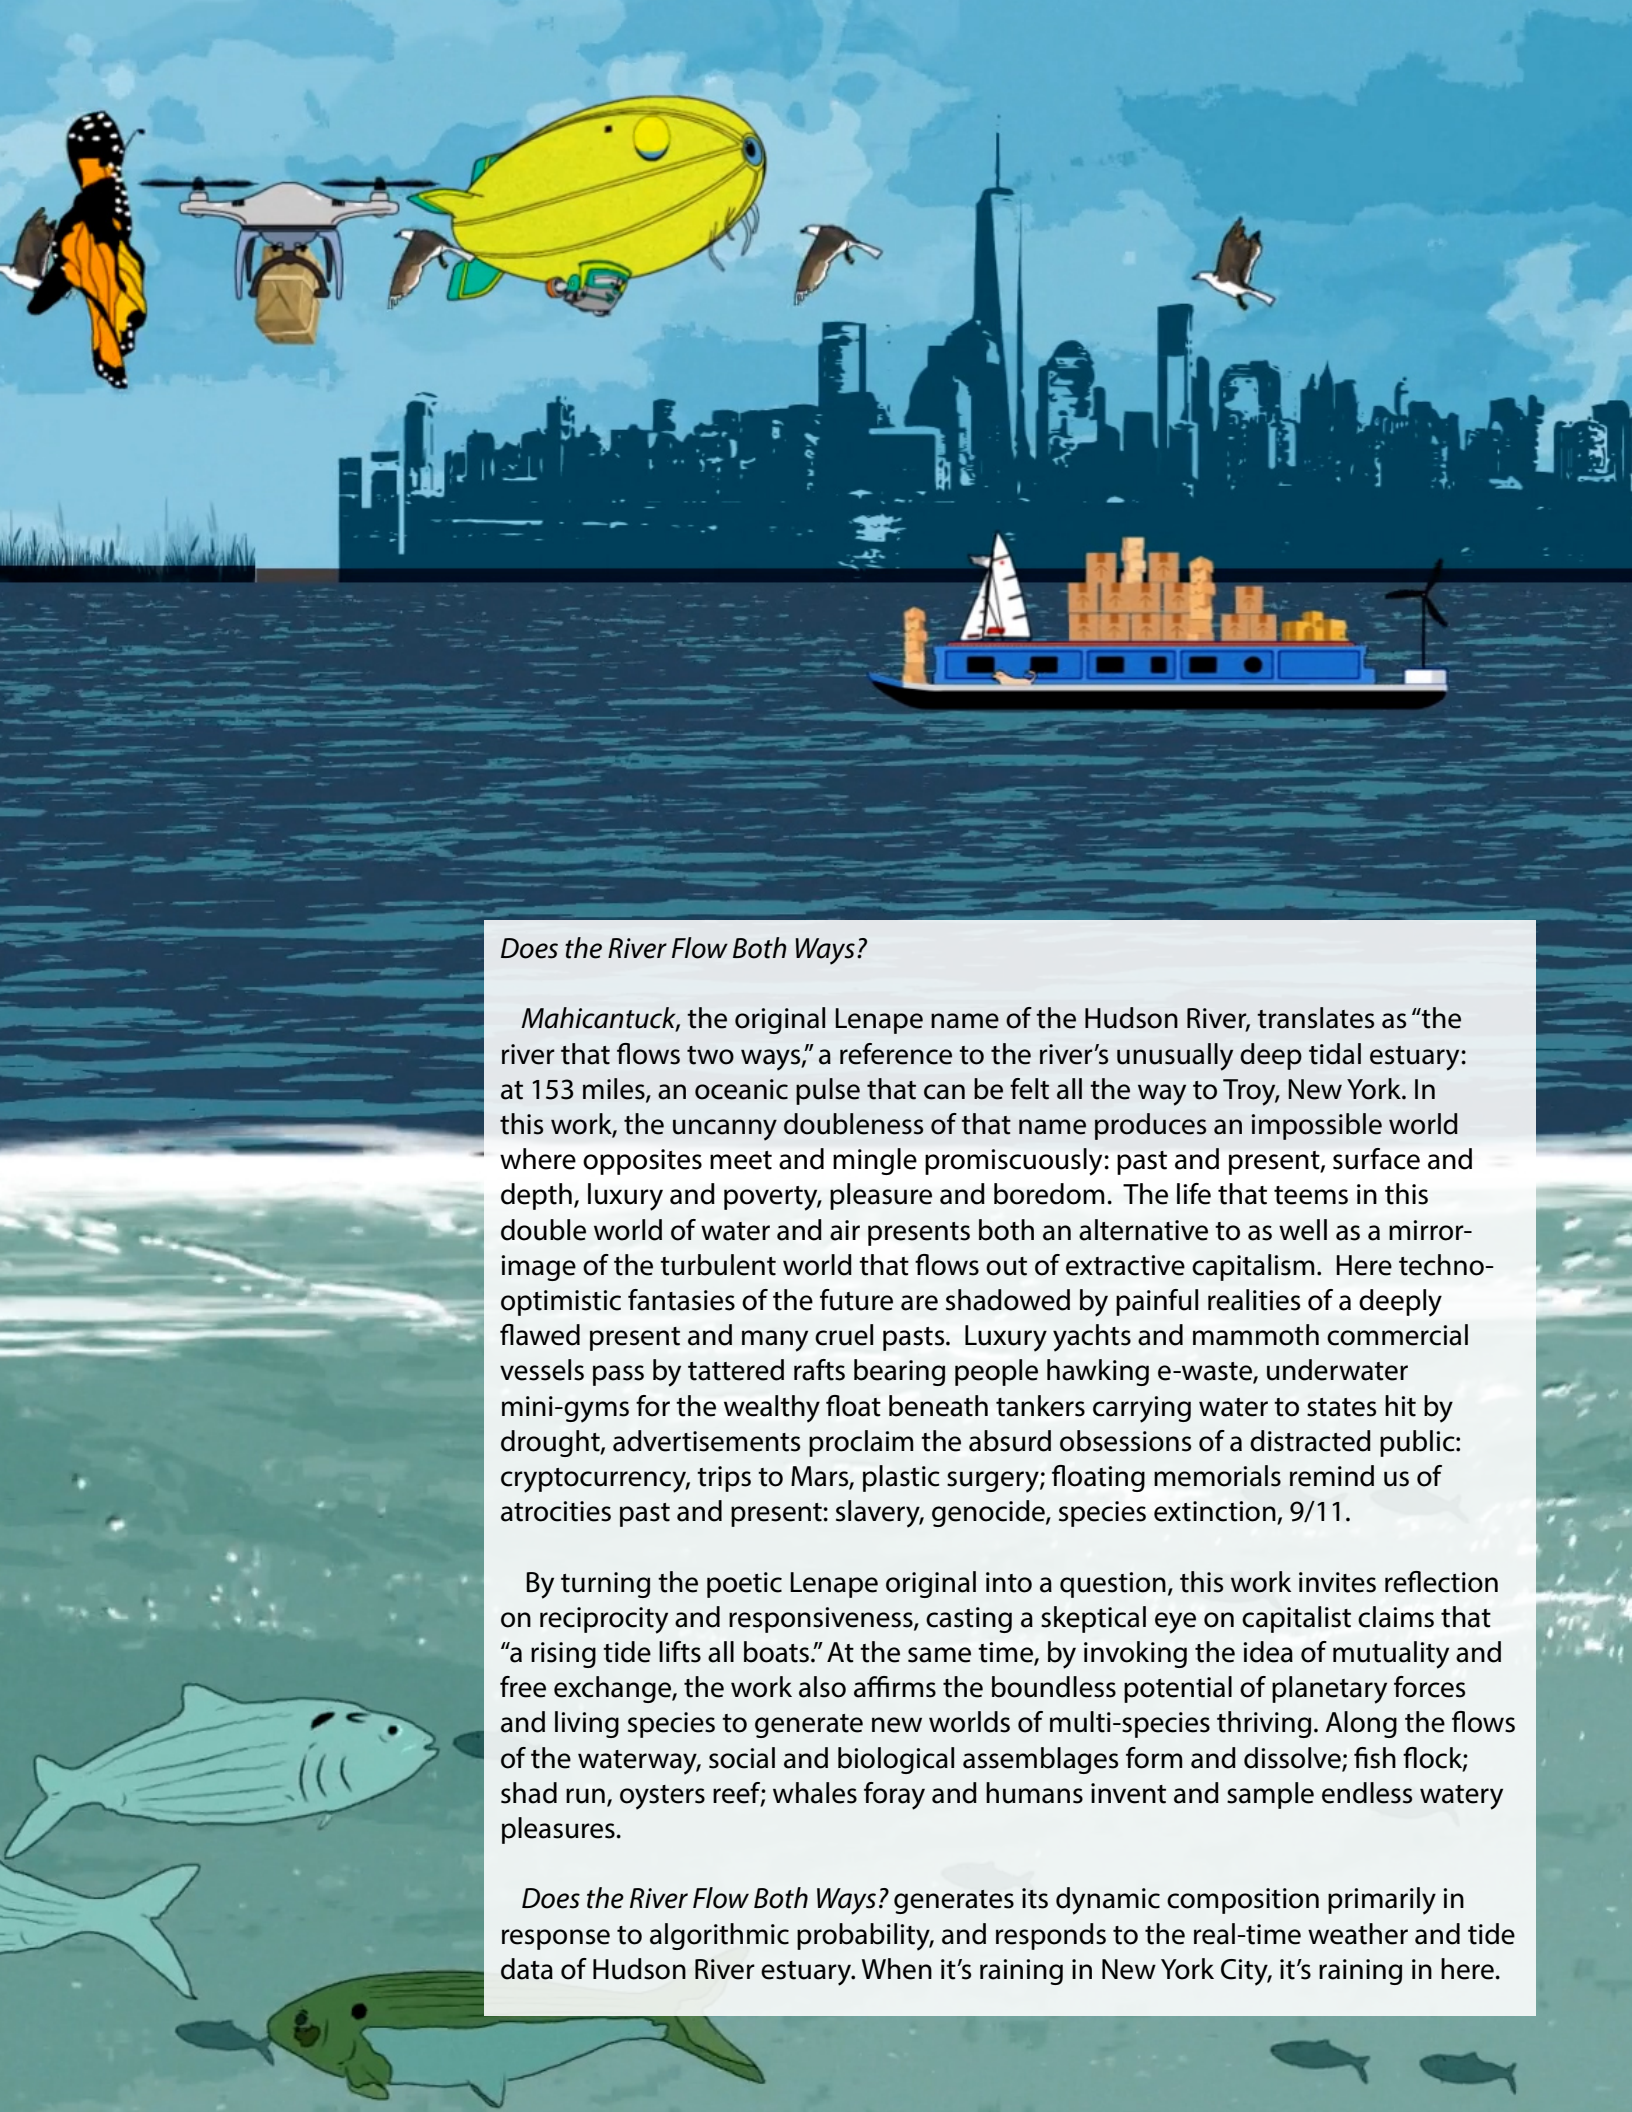 Does the River Flow Both Ways?
Mahicantuck, the original Lenape name of the Hudson River, translates as “the
river that flows two ways,” a reference to the river’s unusually deep tidal estuary:
at 153 miles, an oceanic pulse that can be felt all the way to Troy, New York. In
this work, the uncanny doubleness of that name produces an impossible world
where opposites meet and mingle promiscuously: past and present, surface and
depth, luxury and poverty, pleasure and boredom.  The life that teems in this
double world of water and air presents both an alternative to as well as a mirror-
image of the turbulent world that flows out of extractive capitalism.  Here techno-
optimistic fantasies of the future are shadowed by painful realities of a deeply
flawed present and many cruel pasts.  Luxury yachts and mammoth commercial
vessels pass by tattered rafts bearing people hawking e-waste, underwater
mini-gyms for the wealthy float beneath tankers carrying water to states hit by
drought, advertisements proclaim the absurd obsessions of a distracted public:
cryptocurrency, trips to Mars, plastic surgery; floating memorials remind us of
atrocities past and present: slavery, genocide, species extinction, 9/11.
By turning the poetic Lenape original into a question, this work invites reflection
on reciprocity and responsiveness, casting a skeptical eye on capitalist claims that
“a rising tide lifts all boats.” At the same time, by invoking the idea of mutuality and
free exchange, the work also affirms the boundless potential of planetary forces
and living species to generate new worlds of multi-species thriving. Along the flows
of the waterway, social and biological assemblages form and dissolve; fish flock;
shad run, oysters reef; whales foray and humans invent and sample endless watery
pleasures.
Does the River Flow Both Ways? generates its dynamic composition primarily in
response to algorithmic probability, and responds to the real-time weather and tide
data of Hudson River estuary. When it’s raining in New York City, it’s raining in here.